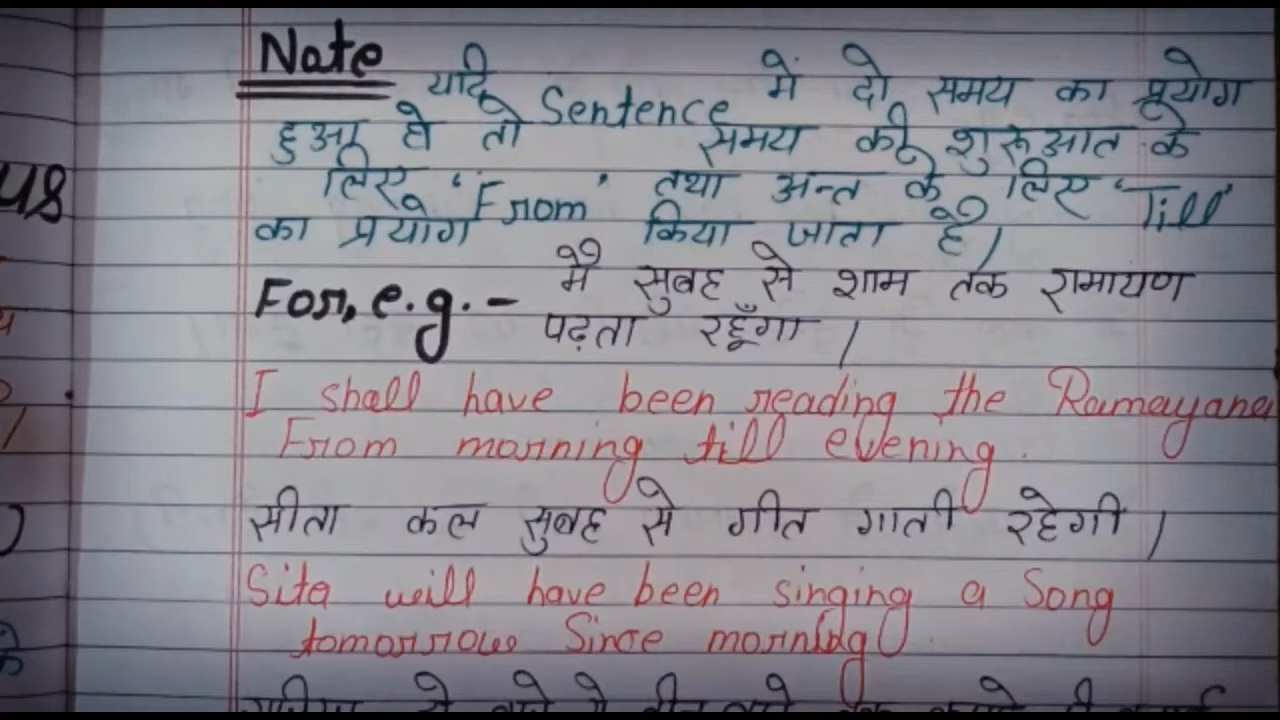 Note यदि Sentence में दो समय का प्रयोग
हुआ हो तो समय की शुरुआत के
लिए 'From' तथा अन्त के लिए 'Till'
का प्रयोग किया जाता है।
For, e.g. - मैं सुबह से शाम तक रामायण
पढ़ता रहूँगा।
I shall have been reading the Ramayana
From morning till evening.
सीता कल सुबह से गीत गाती रहेगी।
Sita will have been singing a Song
tomorrow Since morning.